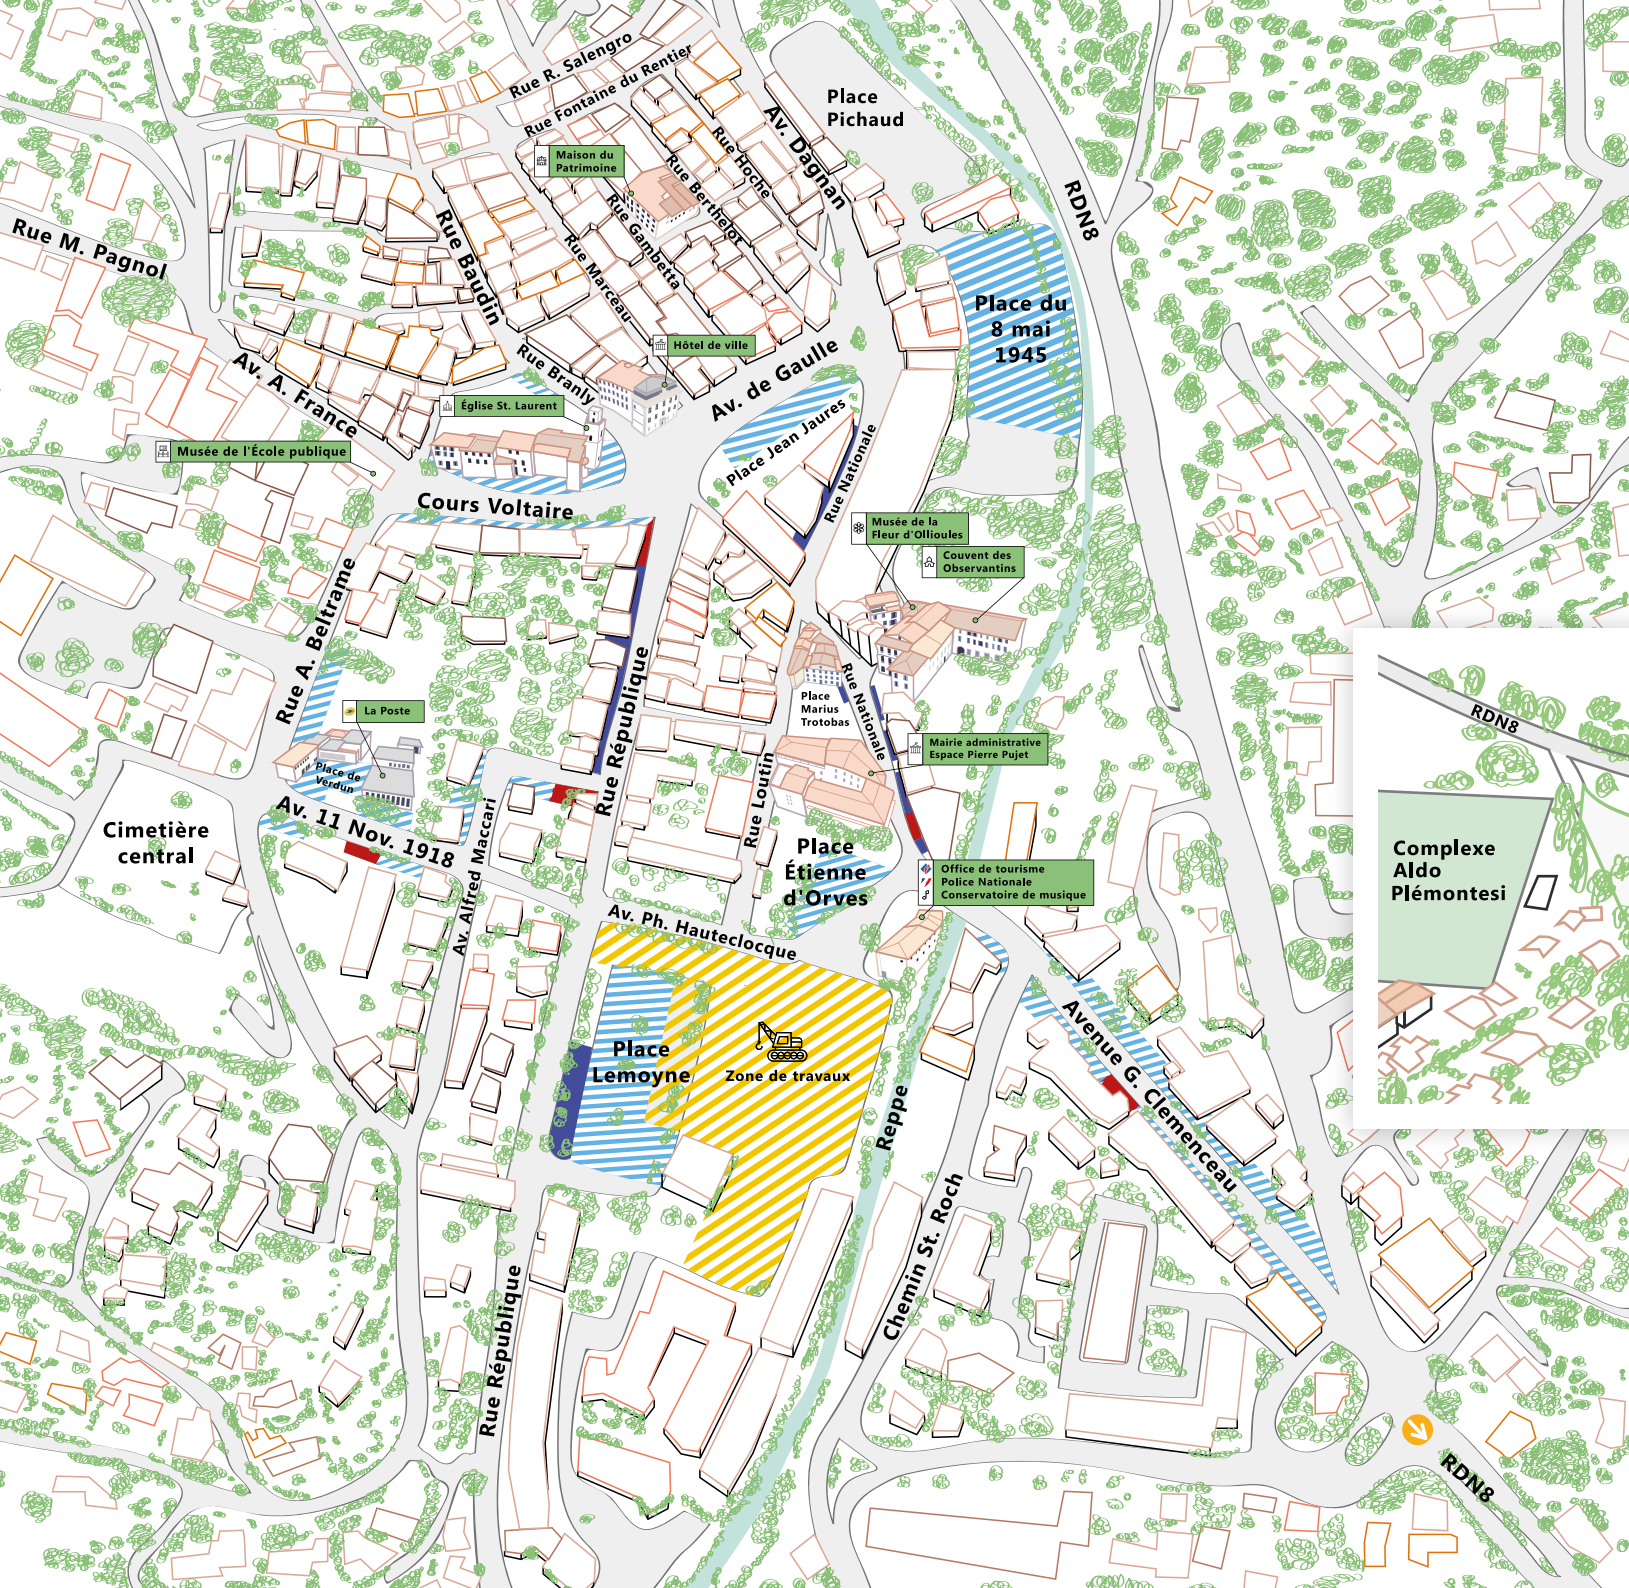 Rue R. Salengro
Rue Fontaine du Rentier
Place
Pichaud
Av. Dagnan
Rue Hoche
Maison du
Patrimoine
Rue Berthelot
RDN8
Rue M. Pagnol
Rue Baudin
Rue Gambetta
Rue Marceau
Place du
8 mai
1945
Hôtel de ville
Rue Branly
Av. de Gaulle
Av. A. France
Église St. Laurent
Place Jean Jaures
Musée de l'École publique
Rue Nationale
Cours Voltaire
Musée de la
Fleur d'Ollioules
Couvent des
Observantins
Rue A. Beltrame
Rue République
Rue Nationale
Place
Marius
Trotobas
La Poste
RDN8
Mairie administrative
Espace Pierre Pujet
Place de
Verdun
Rue Loutin
Av. 11 Nov. 1918
Cimetière
central
Av. Alfred Maccari
Place
Étienne
d'Orves
Complexe
Aldo
Plémontesi
Office de tourisme
Police Nationale
Conservatoire de musique
Av. Ph. Hauteclocque
Place
Lemoyne
Zone de travaux
Avenue G. Clemenceau
Reppe
Chemin St. Roch
Rue République
RDN8